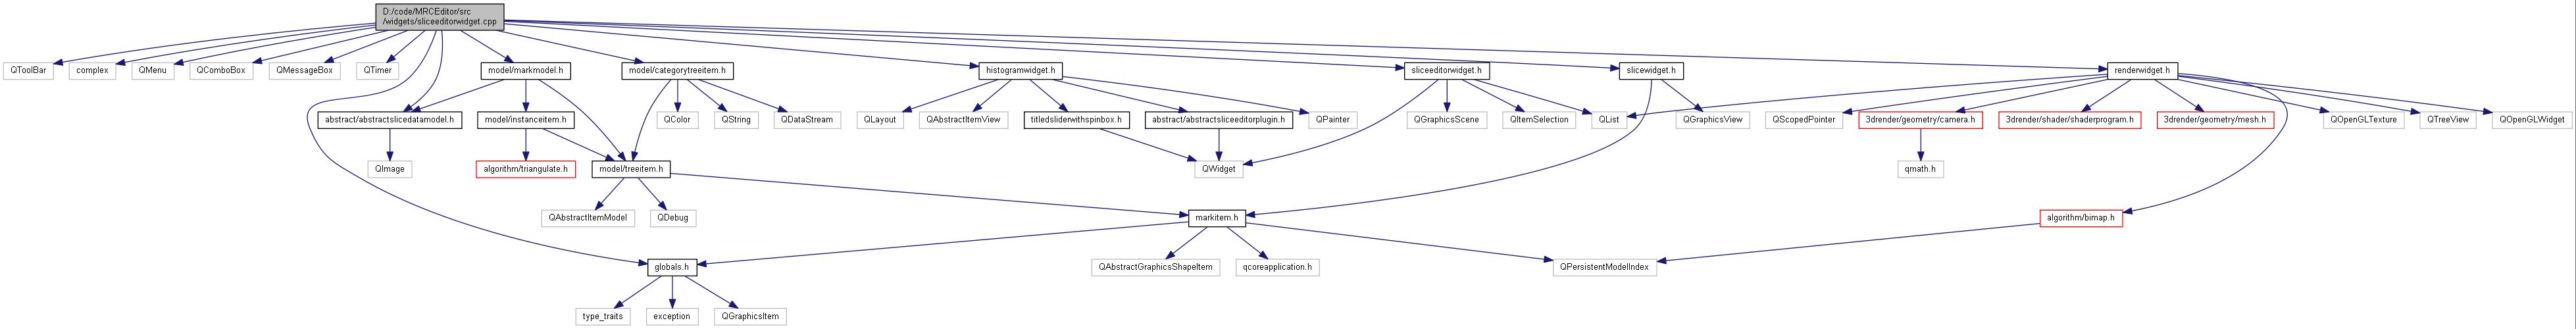 D:/code/MRCEditor/src
/widgets/sliceeditorwidget.cpp
QToolBar
complex
QMenu
QComboBox
QMessageBox
QTimer
model/markmodel.h
model/categorytreeitem.h
histogramwidget.h
sliceeditorwidget.h
slicewidget.h
renderwidget.h
abstract/abstractslicedatamodel.h
model/instanceitem.h
QColor
QString
QDataStream
QLayout
QAbstractItemView
titledsliderwithspinbox.h
abstract/abstractsliceeditorplugin.h
QPainter
QGraphicsScene
QItemSelection
QList
QGraphicsView
QScopedPointer
3drender/geometry/camera.h
3drender/shader/shaderprogram.h
3drender/geometry/mesh.h
QOpenGLTexture
QTreeView
QOpenGLWidget
QImage
algorithm/triangulate.h
model/treeitem.h
QWidget
qmath.h
QAbstractItemModel
QDebug
markitem.h
algorithm/bimap.h
globals.h
QAbstractGraphicsShapeItem
qcoreapplication.h
QPersistentModelIndex
type_traits
exception
QGraphicsItem